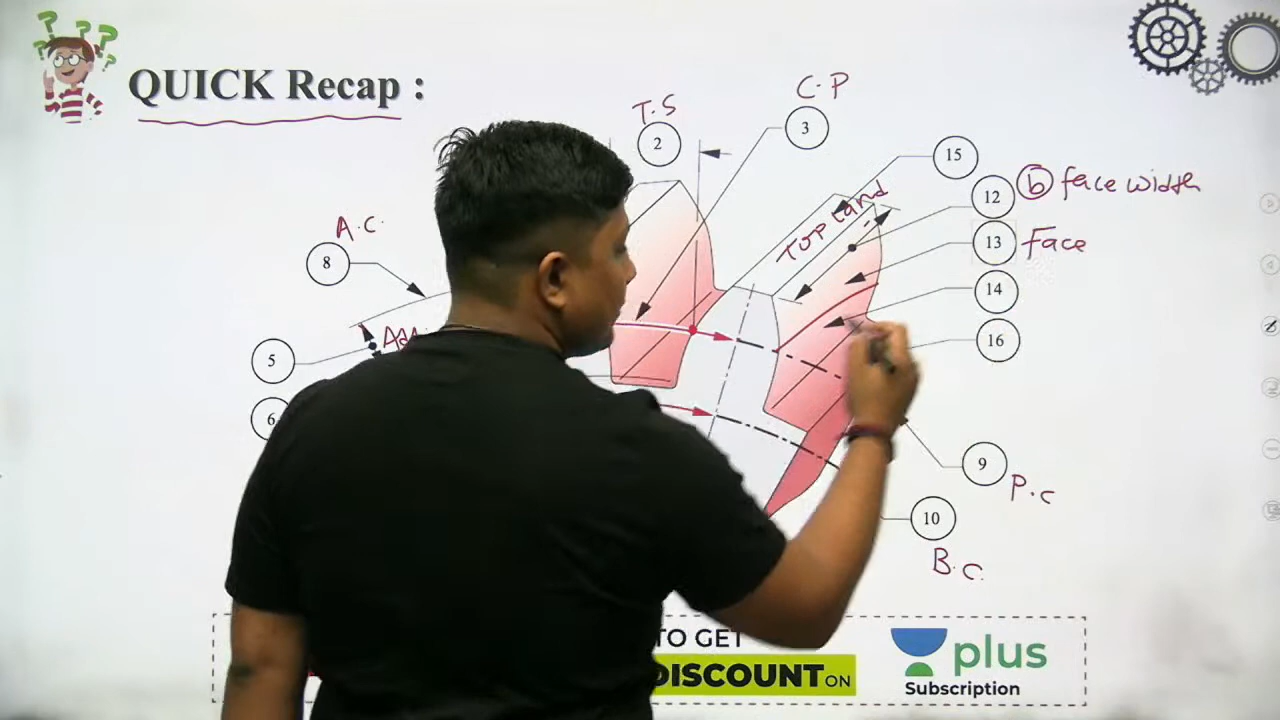 QUICK Recap :
T.S
2
C.P
3
15
12 b face width
Top Land
A.C.
8
13 Face
14
16
5
6
9
P.C
10
B.C.
TO GET
DISCOUNT ON
plus
Subscription